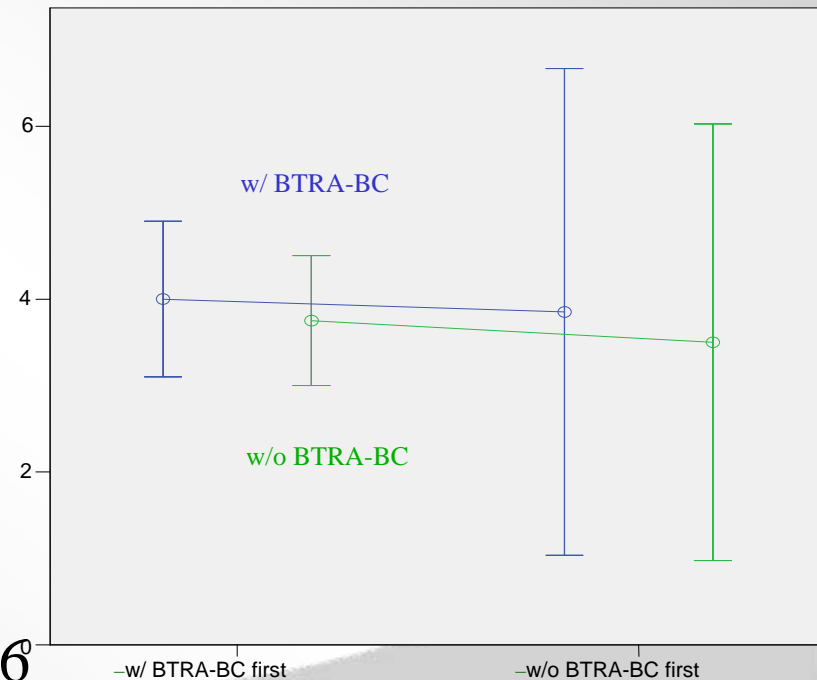 6
w/ BTRA-BC
4
w/o BTRA-BC
2
0
6
–w/ BTRA-BC first
–w/o BTRA-BC first